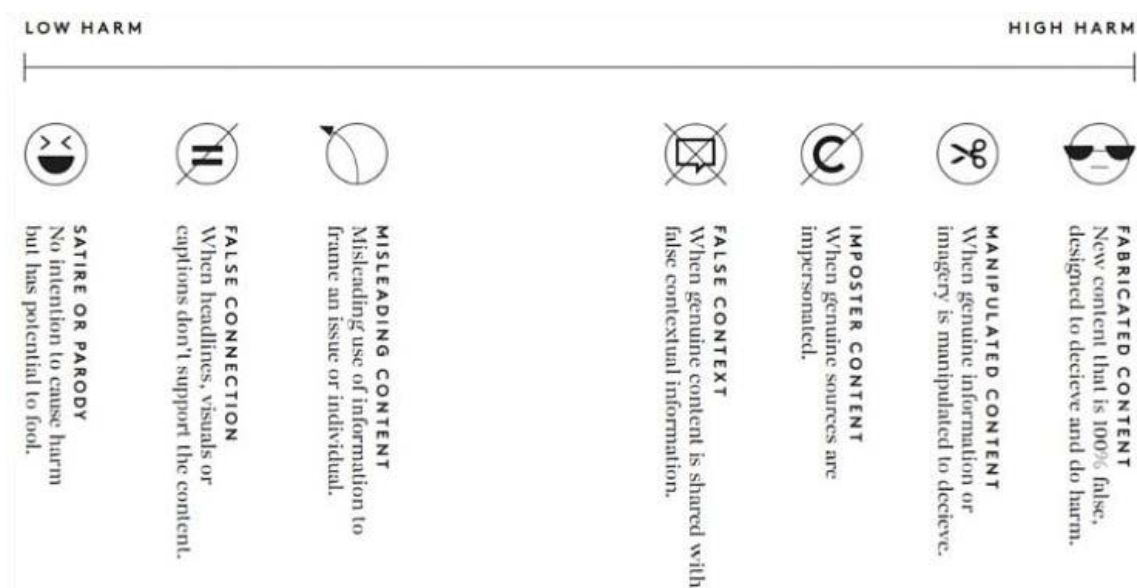 LOW HARM
HIGH HARM
SATIRE OR PARODY
No intention to cause harm
but has potential to fool.
FALSE CONNECTION
When headlines, visuals or
captions don't support the content.
MISLEADING CONTENT
Misleading use of information to
frame an issue or individual.
FALSE CONTEXT
When genuine content is shared with
false contextual information.
IMPOSTER CONTENT
When genuine sources are
impersonated.
MANIPULATED CONTENT
When genuine information or
imagery is manipulated to decieve.
FABRICATED CONTENT
New content that is 100% false,
designed to decieve and do harm.